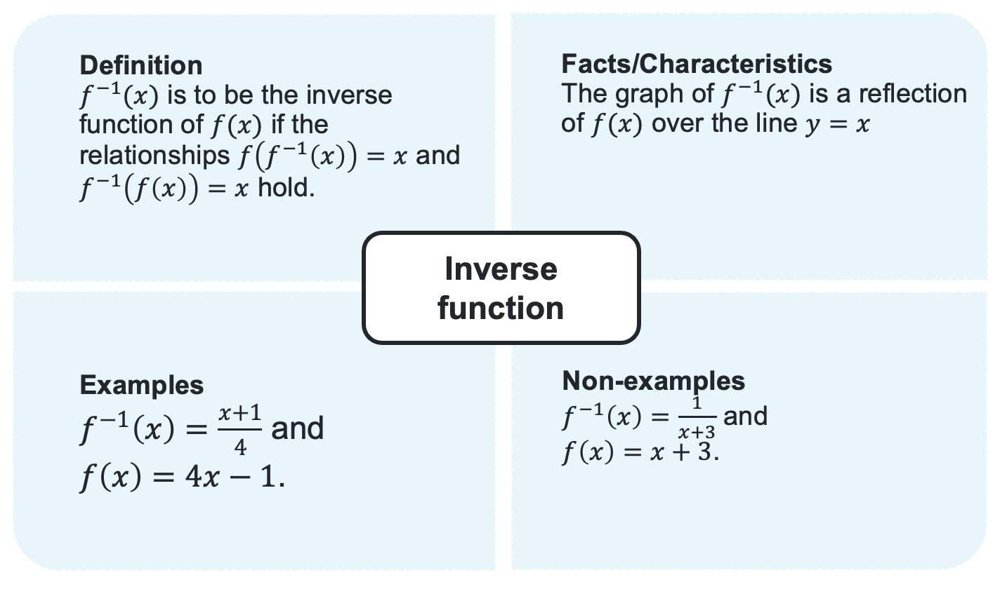 Definition
f⁻¹(x) is to be the inverse
function of f(x) if the
relationships f(f⁻¹(x)) = x and
f⁻¹(f(x)) = x hold.
Facts/Characteristics
The graph of f⁻¹(x) is a reflection
of f(x) over the line y = x
Inverse
function
Examples
f⁻¹(x) = (x+1)/4 and
f(x) = 4x − 1.
Non-examples
f⁻¹(x) = 1/(x+3) and
f(x) = x + 3.